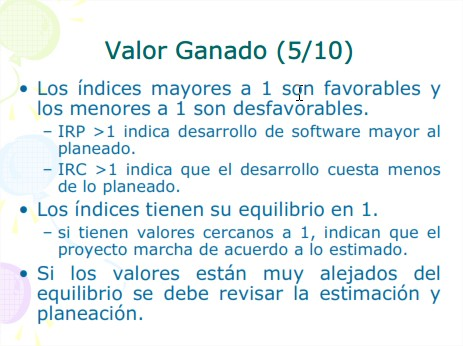 Valor Ganado (5/10)
• Los índices mayores a 1 son favorables y
los menores a 1 son desfavorables.
– IRP >1 indica desarrollo de software mayor al
planeado.
– IRC >1 indica que el desarrollo cuesta menos
de lo planeado.
• Los índices tienen su equilibrio en 1.
– si tienen valores cercanos a 1, indican que el
proyecto marcha de acuerdo a lo estimado.
• Si los valores están muy alejados del
equilibrio se debe revisar la estimación y
planeación.